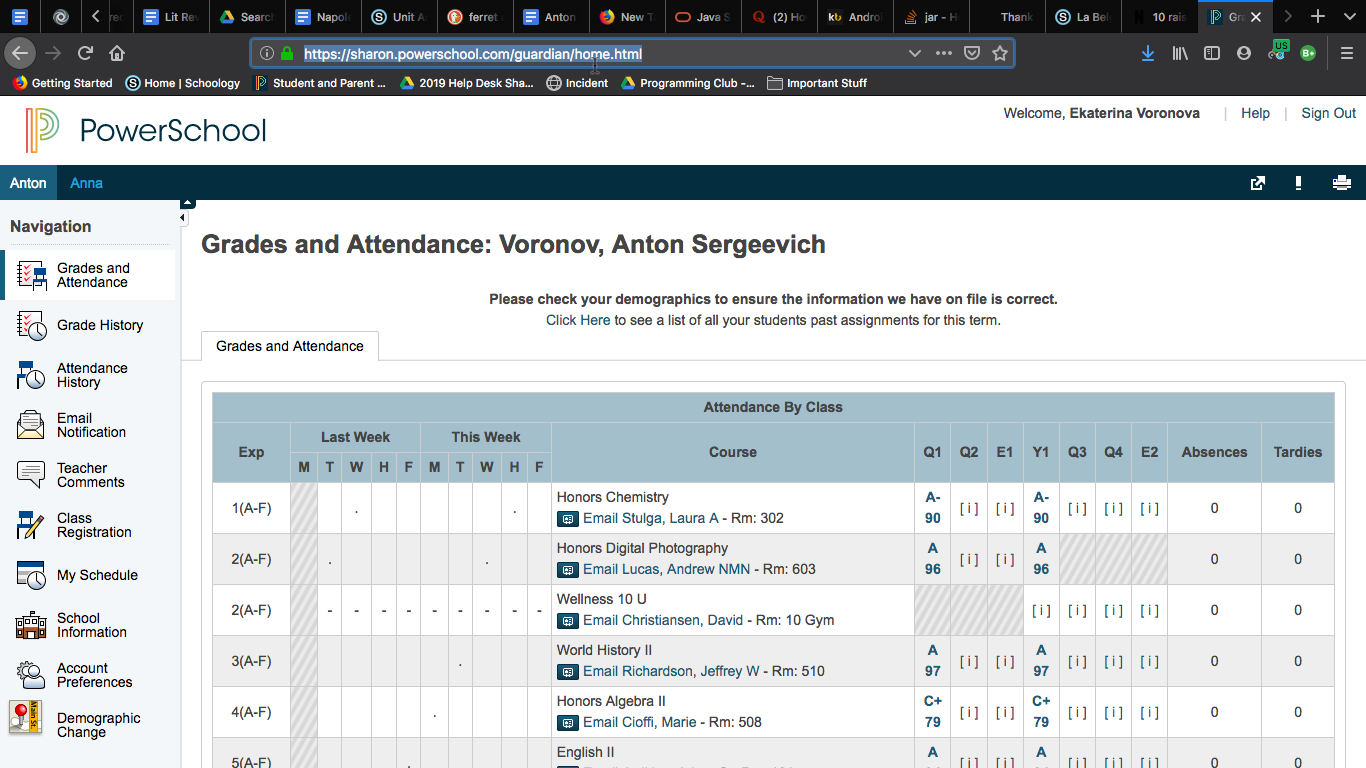 rec
Lit Rev
Search
Napole
Unit A
ferret a
Anton
New T
Java S
(2) Ho
Andro
jar - H
Thank
La Bel
10 rais
Gra
https://sharon.powerschool.com/guardian/home.html
US
B+
Getting Started
Home | Schoology
Student and Parent ...
2019 Help Desk Sha...
Incident
Programming Club -...
Important Stuff
PowerSchool
Welcome, Ekaterina Voronova
Help
Sign Out
Anton
Anna
Navigation
Grades and
Attendance
Grade History
Attendance
History
Email
Notification
Teacher
Comments
Class
Registration
My Schedule
School
Information
Account
Preferences
Main St.
Demographic
Change
Grades and Attendance: Voronov, Anton Sergeevich
Please check your demographics to ensure the information we have on file is correct.
Click Here to see a list of all your students past assignments for this term.
Grades and Attendance
Attendance By Class
Exp Last Week This Week Course Q1 Q2 E1 Y1 Q3 Q4 E2 Absences Tardies
M T W H F M T W H F
1(A-F) . . Honors Chemistry A- 90 [ i ] [ i ] A- 90 [ i ] [ i ] [ i ] 0 0
Email Stulga, Laura A - Rm: 302
2(A-F) . . Honors Digital Photography A 96 [ i ] [ i ] A 96 0 0
Email Lucas, Andrew NMN - Rm: 603
2(A-F) - - - - - - - - - Wellness 10 U [ i ] [ i ] [ i ] [ i ] 0 0
Email Christiansen, David - Rm: 10 Gym
3(A-F) . World History II A 97 [ i ] [ i ] A 97 [ i ] [ i ] [ i ] 0 0
Email Richardson, Jeffrey W - Rm: 510
4(A-F) . Honors Algebra II C+ 79 [ i ] [ i ] C+ 79 [ i ] [ i ] [ i ] 0 0
Email Cioffi, Marie - Rm: 508
5(A-F) . English II A [ i ] [ i ] A [ i ] [ i ] [ i ] 0 0